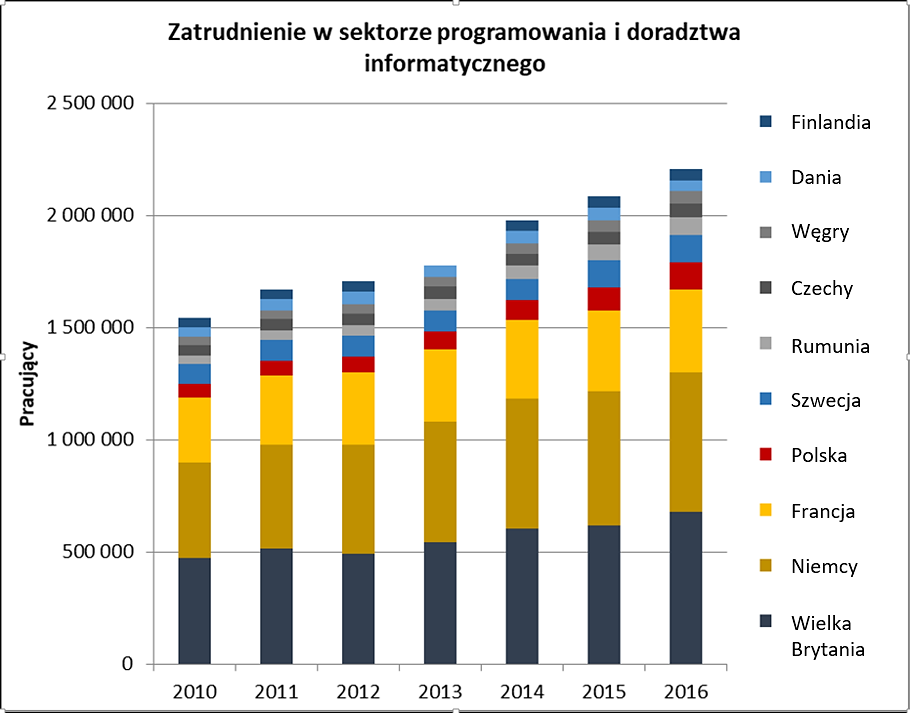 Zatrudnienie w sektorze programowania i doradztwa
informatycznego
Pracujący
2 500 000
2 000 000
1 500 000
1 000 000
500 000
0
2010 2011 2012 2013 2014 2015 2016
Finlandia
Dania
Węgry
Czechy
Rumunia
Szwecja
Polska
Francja
Niemcy
Wielka
Brytania